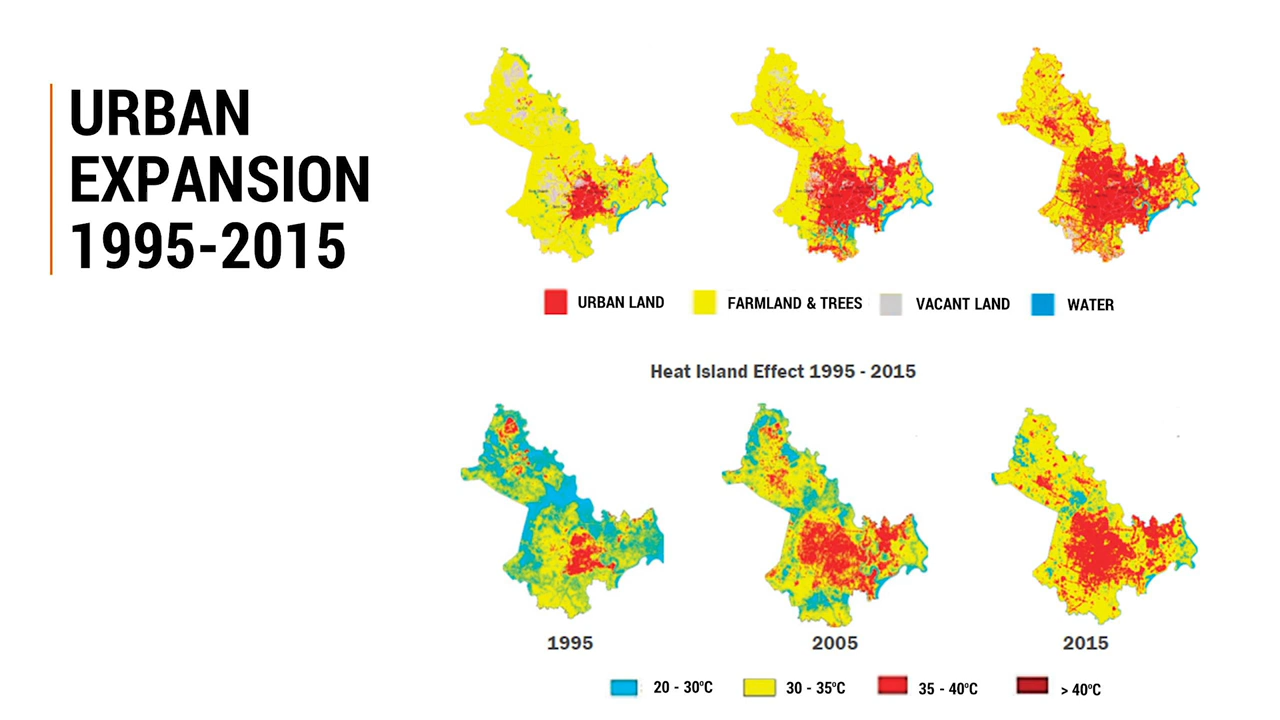 URBAN
EXPANSION
1995-2015
URBAN LAND
FARMLAND & TREES
VACANT LAND
WATER
Heat Island Effect 1995 - 2015
1995
2005
2015
20 - 30°C
30 - 35°C
35 - 40°C
> 40°C